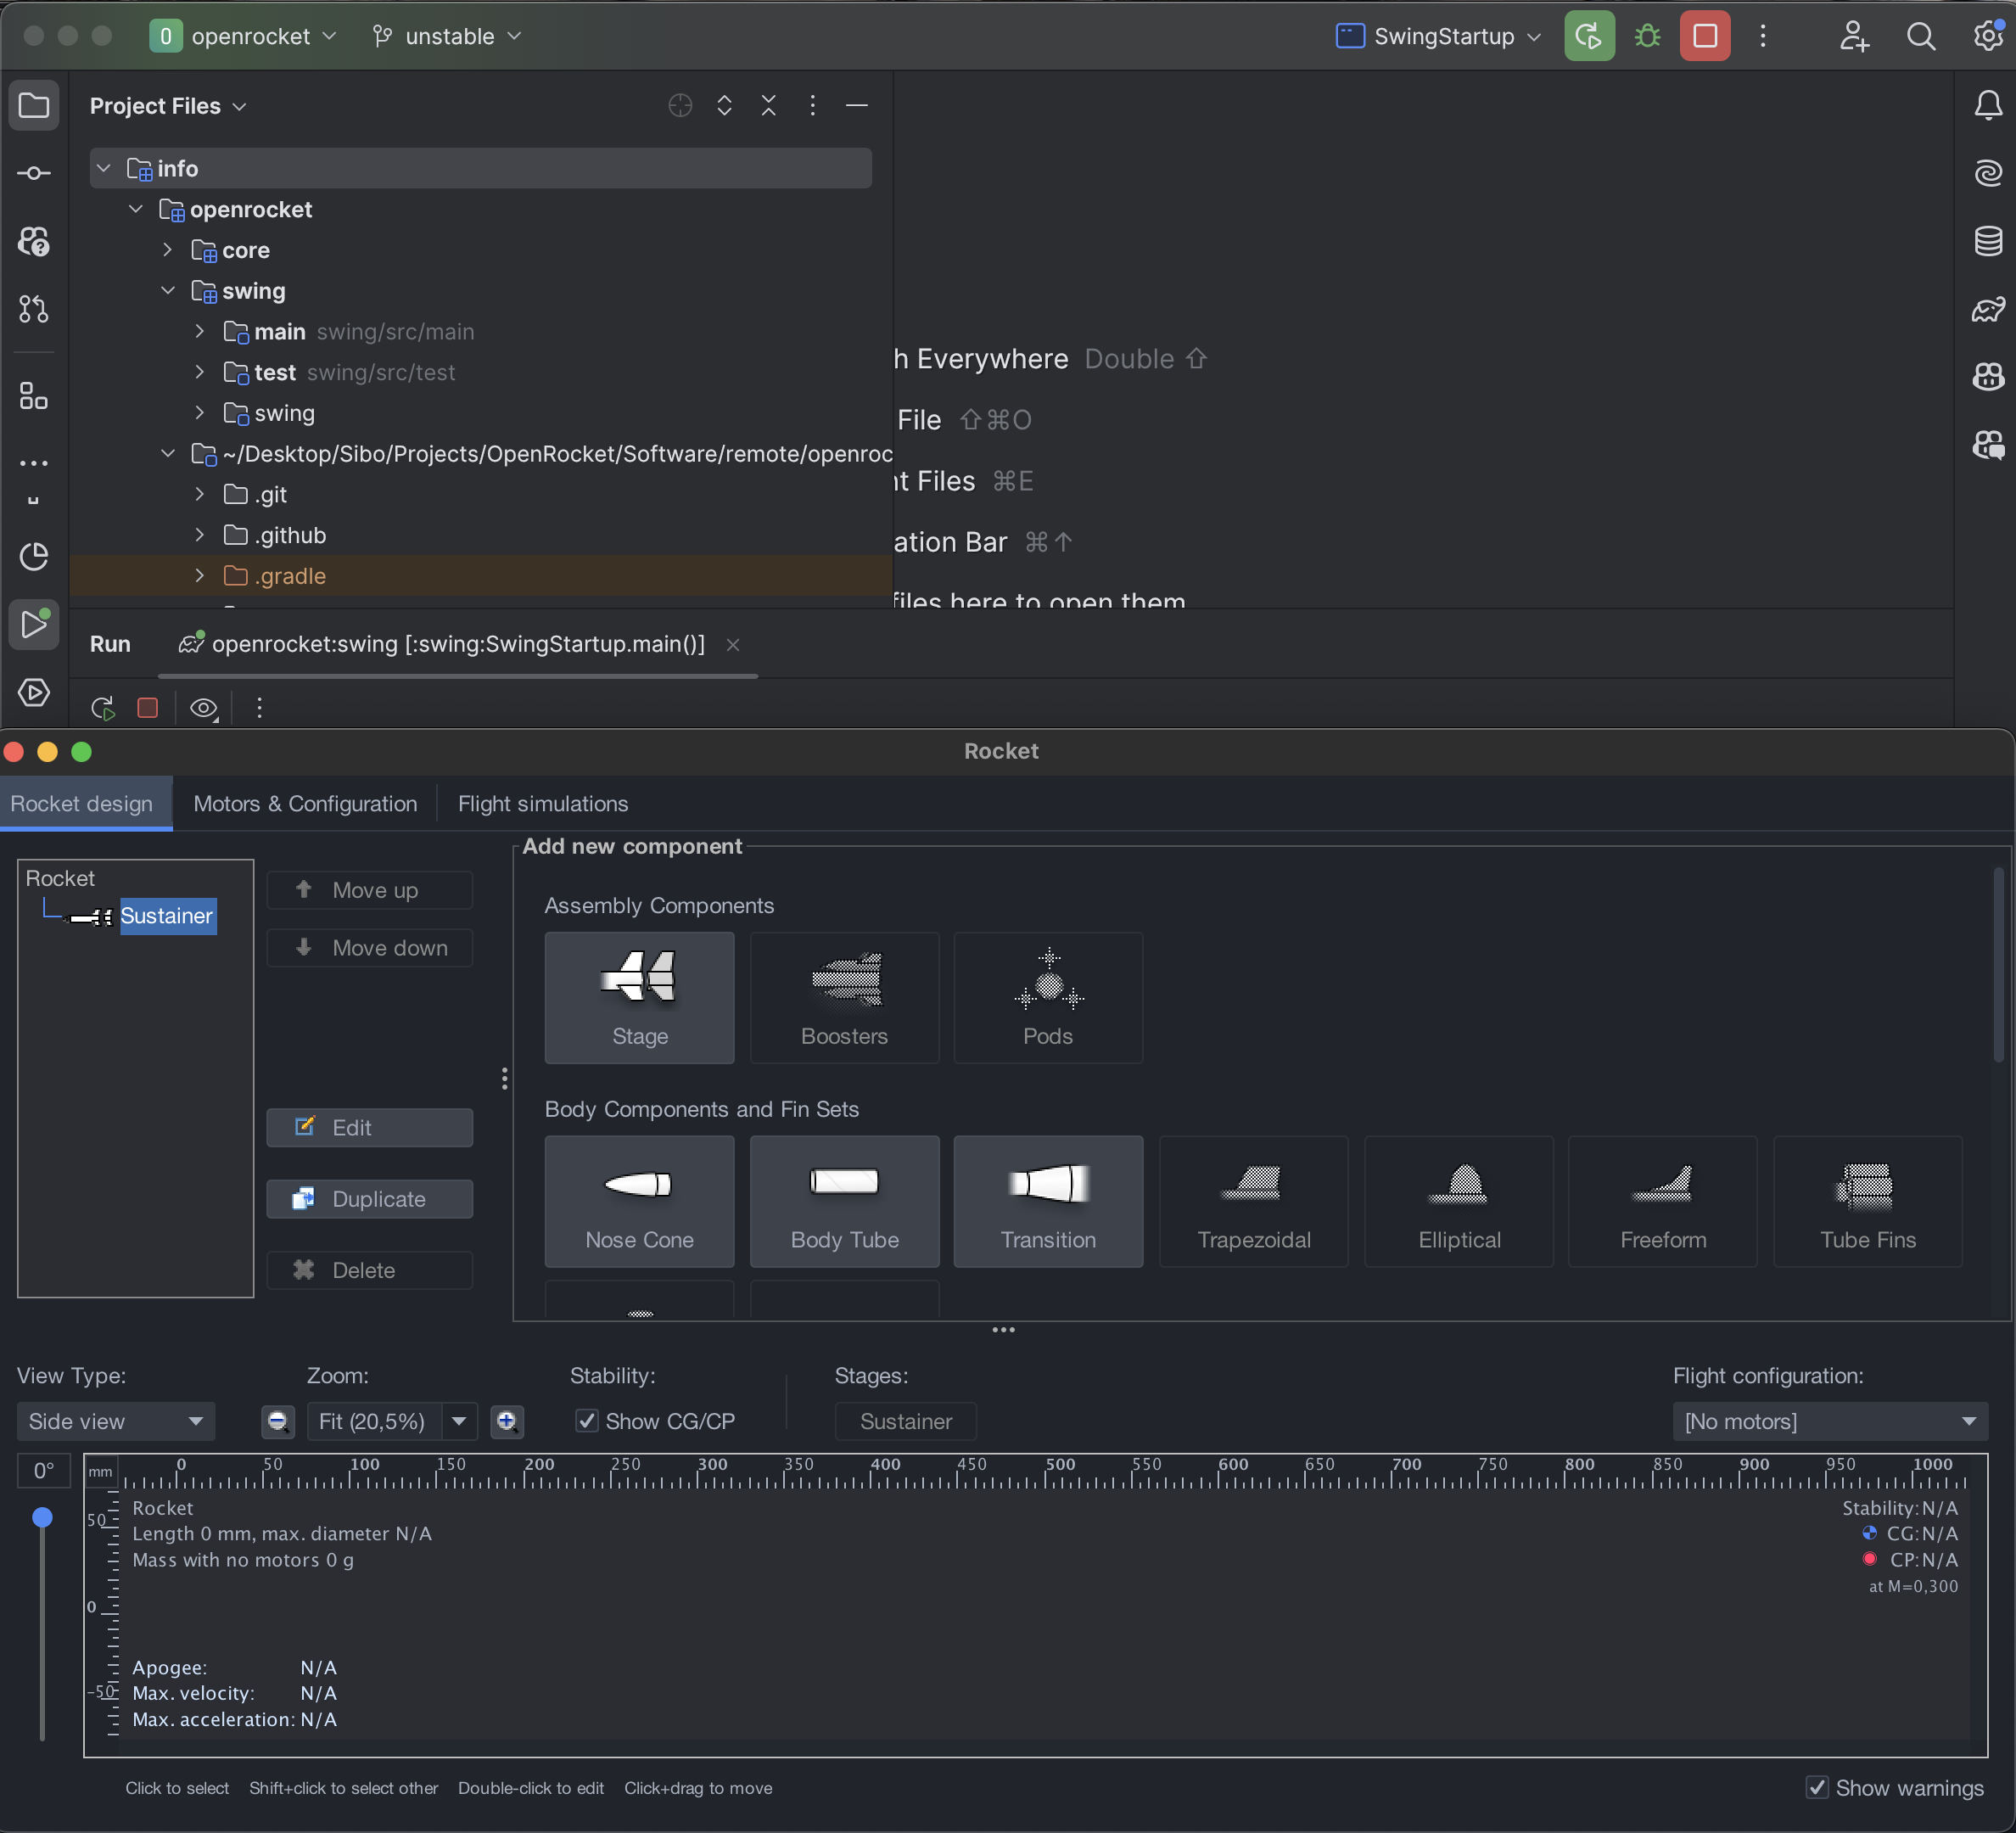 O openrocket unstable SwingStartup
Project Files
info
openrocket
core
swing
main swing/src/main
test swing/src/test
swing
~/Desktop/Sibo/Projects/OpenRocket/Software/remote/openroc
.git
.github
.gradle
h Everywhere Double ⇧
File ⇧⌘O
nt Files ⌘E
ation Bar ⌘↑
files here to open them
Run openrocket:swing [:swing:SwingStartup.main()]
Rocket
Rocket design Motors & Configuration Flight simulations
Rocket
Sustainer
Move up
Move down
Edit
Duplicate
Delete
Add new component
Assembly Components
Stage Boosters Pods
Body Components and Fin Sets
Nose Cone Body Tube Transition Trapezoidal Elliptical Freeform Tube Fins
View Type: Zoom: Stability: Stages: Flight configuration:
Side view Fit (20,5%) Show CG/CP Sustainer [No motors]
0°
mm 0 50 100 150 200 250 300 350 400 450 500 550 600 650 700 750 800 850 900 950 1000
50
0
-50
Rocket
Length 0 mm, max. diameter N/A
Mass with no motors 0 g
Stability:N/A
CG:N/A
CP:N/A
at M=0,300
Apogee: N/A
Max. velocity: N/A
Max. acceleration: N/A
Click to select Shift+click to select other Double-click to edit Click+drag to move
Show warnings